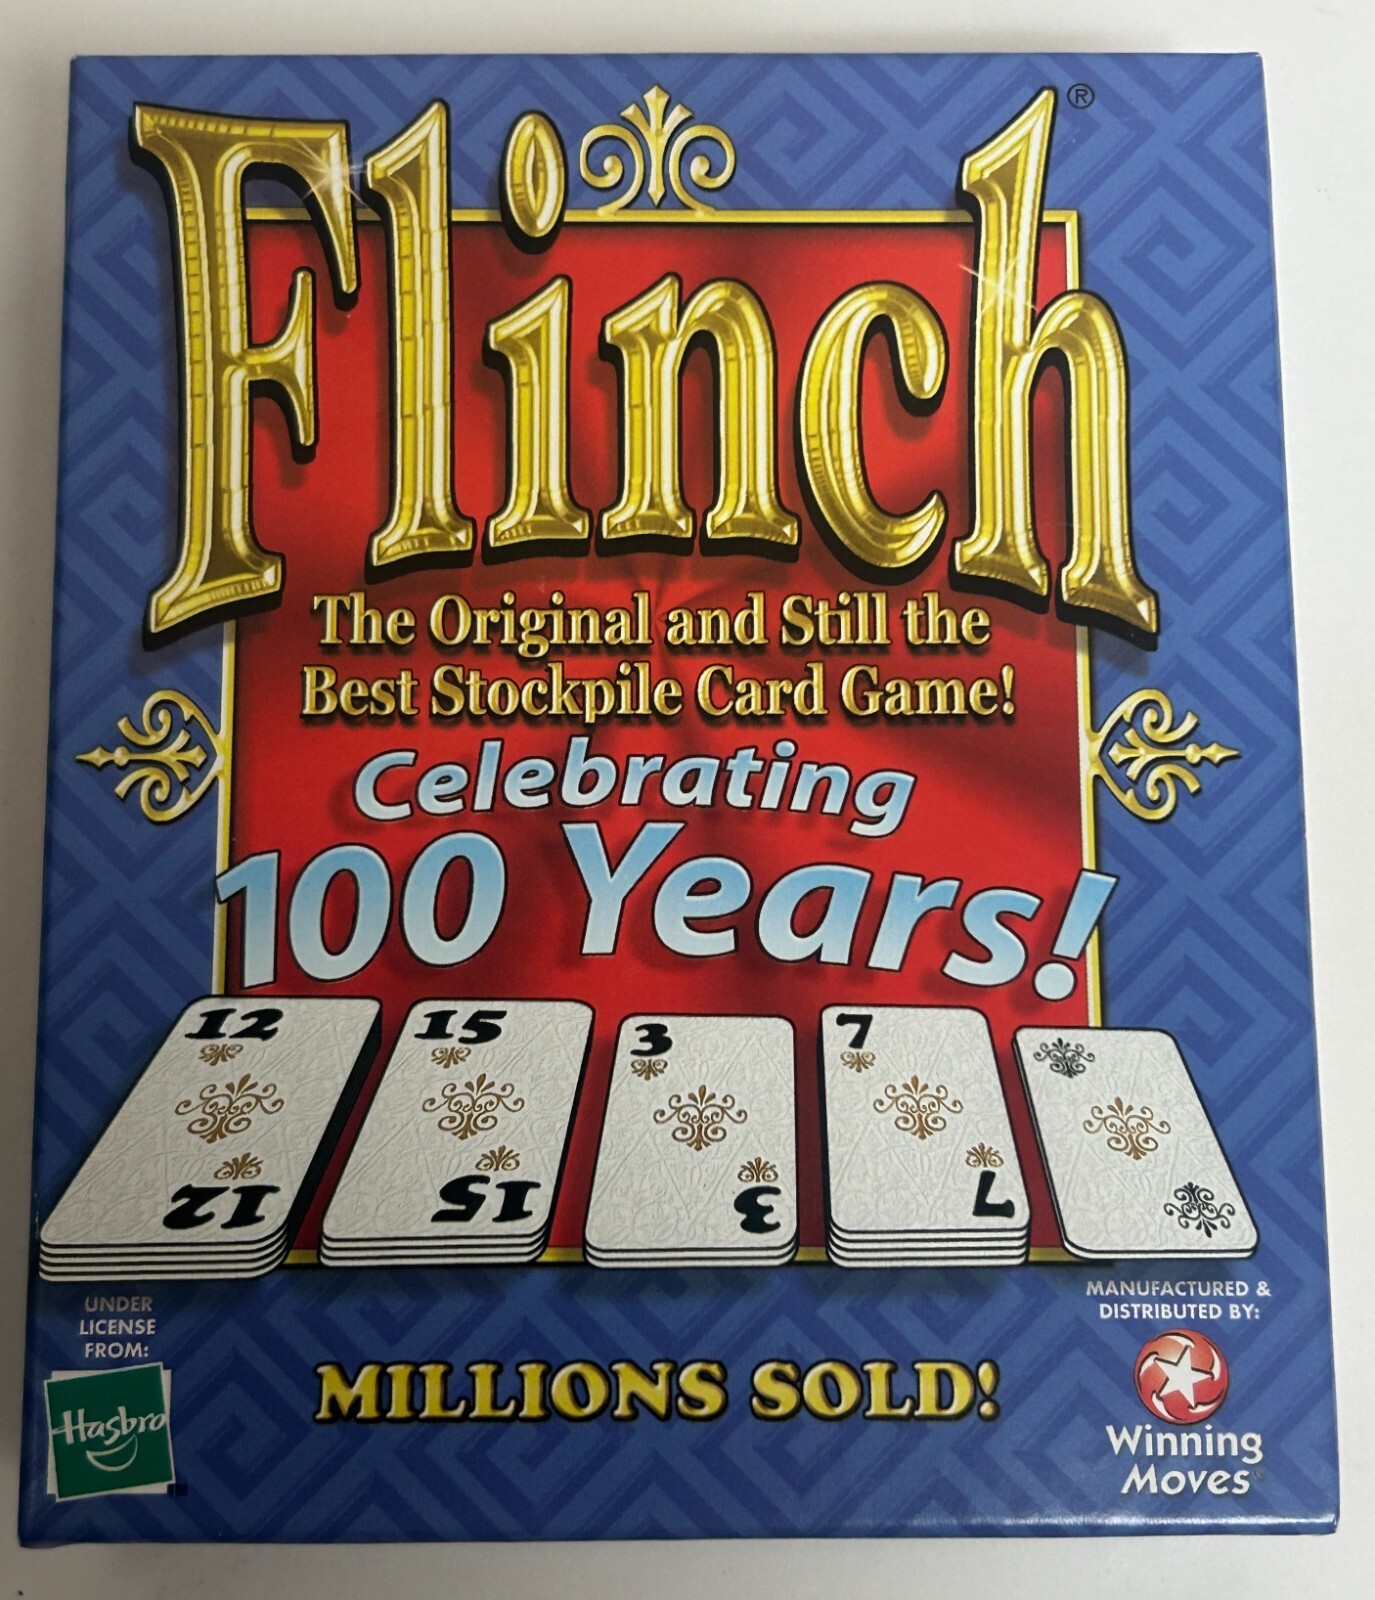 Flinch®
The Original and Still the
Best Stockpile Card Game!
Celebrating
100 Years!
12
15
3
7
12
15
3
7
UNDER
LICENSE
FROM:
Hasbro
TM
MILLIONS SOLD!
MANUFACTURED &
DISTRIBUTED BY:
Winning
Moves®